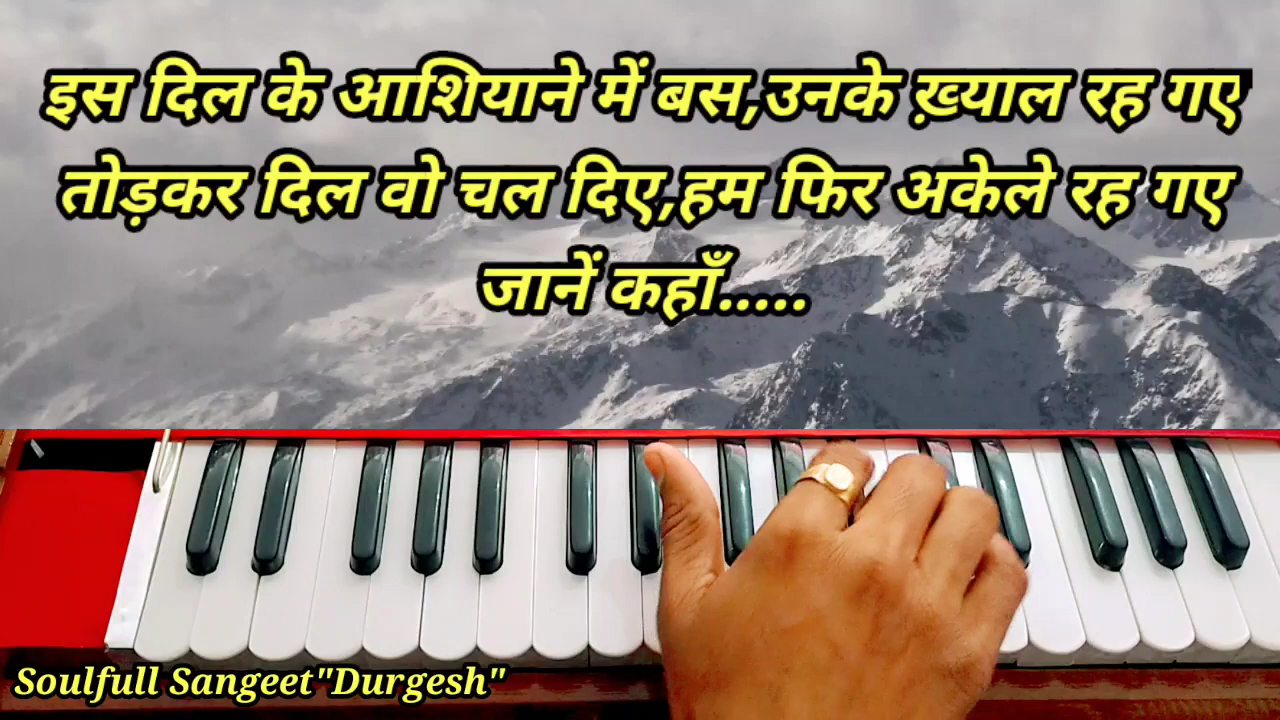 इस दिल के आशियाने में बस,उनके ख़्याल रह गए
तोड़कर दिल वो चल दिए,हम फिर अकेले रह गए
जानें कहाँ.....
Soulfull Sangeet"Durgesh"